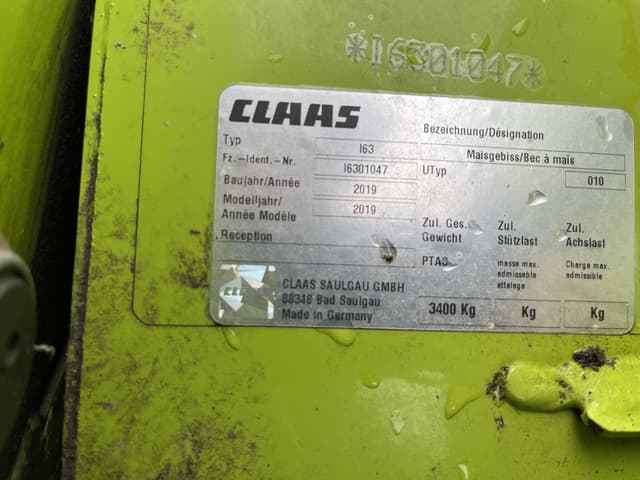 *I6301047*
CLAAS
Bezeichnung/Désignation
Typ I63 Maisgebiss/Bec à mais
Fz.-Ident.-Nr. I6301047 UTyp 010
Baujahr/Année 2019
Modelljahr/
Année Modèle 2019
Reception
Zul. Ges.
Gewicht
PTAC
Zul.
Stützlast
masse max.
admissable
attelage
Zul.
Achslast
Charge max.
admissible
3400 Kg Kg Kg
CLAAS SAULGAU GMBH
88348 Bad Saulgau
Made in Germany